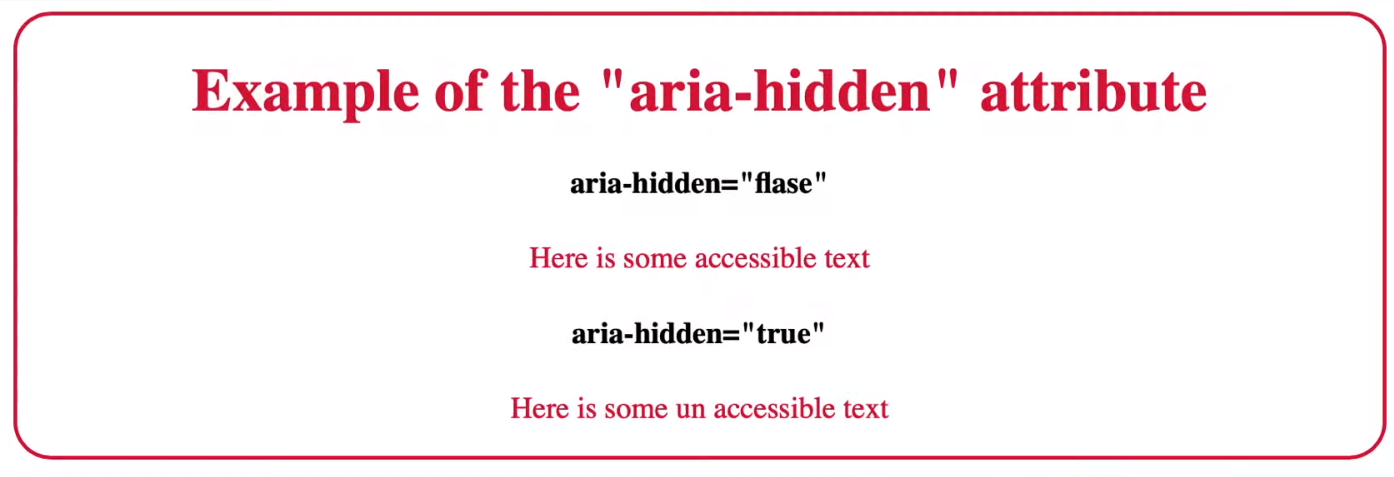 Example of the "aria-hidden" attribute
aria-hidden="flase"
Here is some accessible text
aria-hidden="true"
Here is some un accessible text